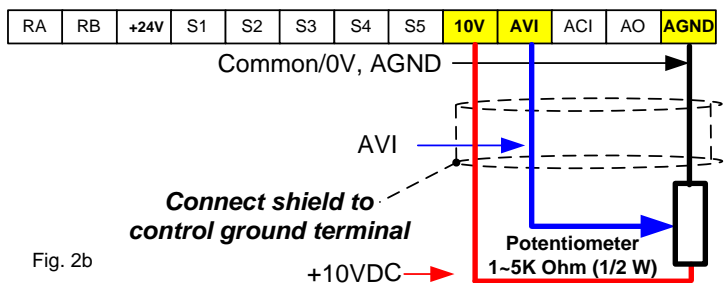 RA RB +24V S1 S2 S3 S4 S5 10V AVI ACI AO AGND
Common/0V, AGND
AVI
Connect shield to
control ground terminal
Potentiometer
1~5K Ohm (1/2 W)
Fig. 2b
+10VDC